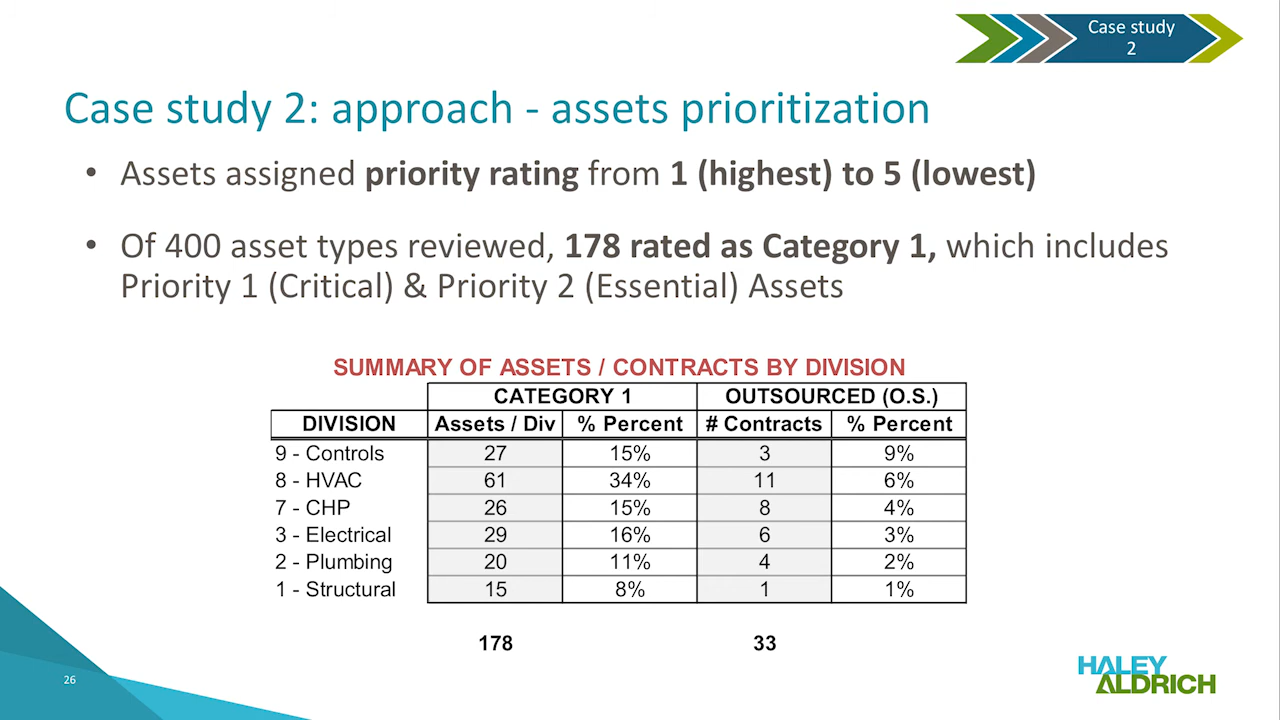 Case study
2
Case study 2: approach - assets prioritization
• Assets assigned priority rating from 1 (highest) to 5 (lowest)
• Of 400 asset types reviewed, 178 rated as Category 1, which includes
Priority 1 (Critical) & Priority 2 (Essential) Assets
SUMMARY OF ASSETS / CONTRACTS BY DIVISION
CATEGORY 1 OUTSOURCED (O.S.)
DIVISION Assets / Div % Percent # Contracts % Percent
9 - Controls 27 15% 3 9%
8 - HVAC 61 34% 11 6%
7 - CHP 26 15% 8 4%
3 - Electrical 29 16% 6 3%
2 - Plumbing 20 11% 4 2%
1 - Structural 15 8% 1 1%
178 33
26
HALEY
ALDRICH